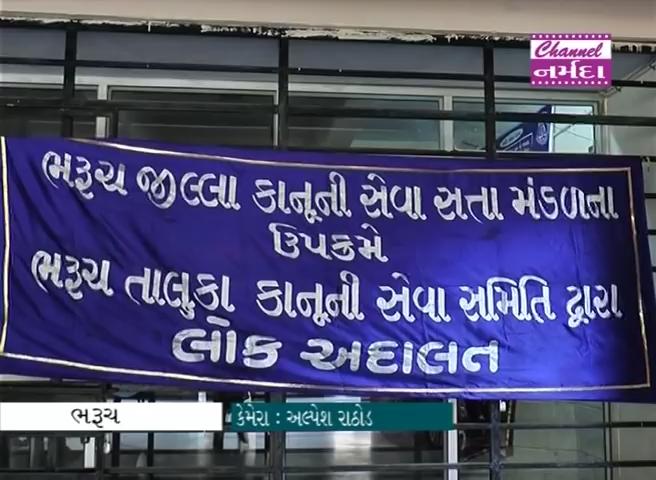 Channel
નર્મદા
ભરૂચ જીલ્લા કાનૂની સેવા સત્તા મંડળના
ઉપક્રમે
ભરૂચ તાલુકા કાનૂની સેવા સમિતિ દ્વારા
લોક અદાલત
ભરૂચ
કેમેરા : અલ્પેશ રાઠોડ